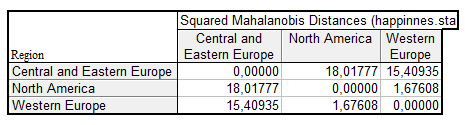 Squared Mahalanobis Distances (happinnes.sta
Region
Central and Eastern Europe
North America
Western Europe
Central and Eastern Europe 0,00000 18,01777 15,40935
North America 18,01777 0,00000 1,67608
Western Europe 15,40935 1,67608 0,00000